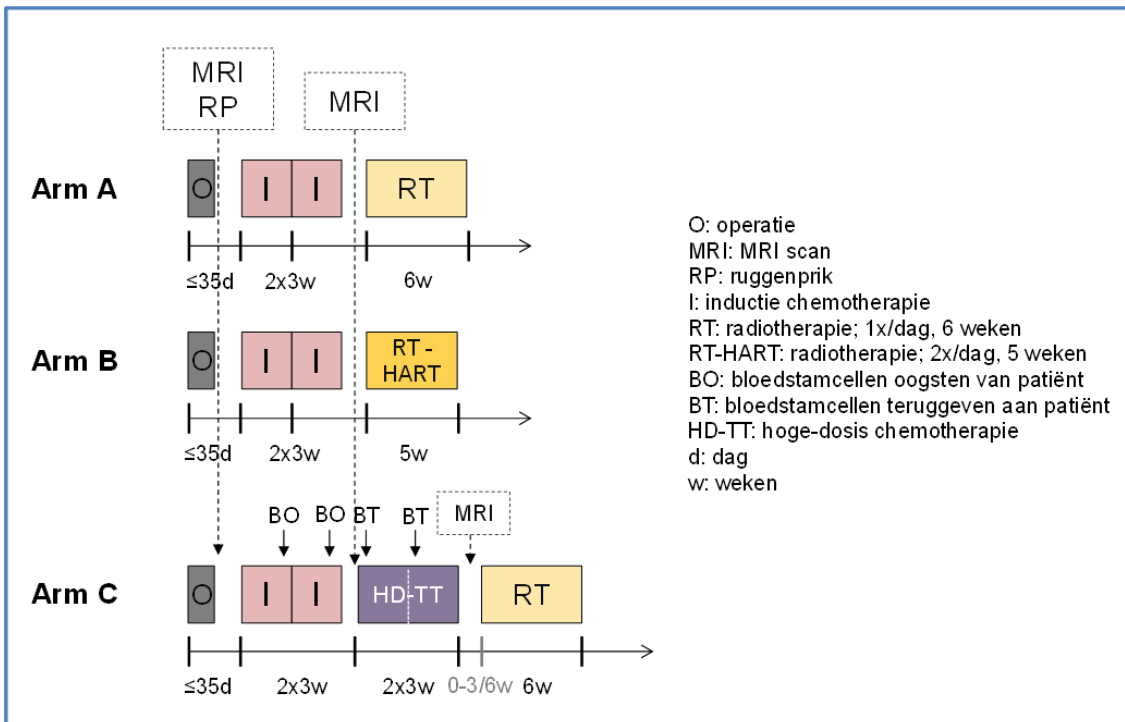 MRI
RP
MRI
Arm A
O
I
I
RT
≤35d
2x3w
6w
Arm B
O
I
I
RT -
HART
≤35d
2x3w
5w
BO
BO
BT
BT
MRI
Arm C
O
I
I
HD-TT
RT
≤35d
2x3w
2x3w
0-3/6w
6w
O: operatie
MRI: MRI scan
RP: ruggenprik
I: inductie chemotherapie
RT: radiotherapie; 1x/dag, 6 weken
RT-HART: radiotherapie; 2x/dag, 5 weken
BO: bloedstamcellen oogsten van patiënt
BT: bloedstamcellen teruggeven aan patiënt
HD-TT: hoge-dosis chemotherapie
d: dag
w: weken